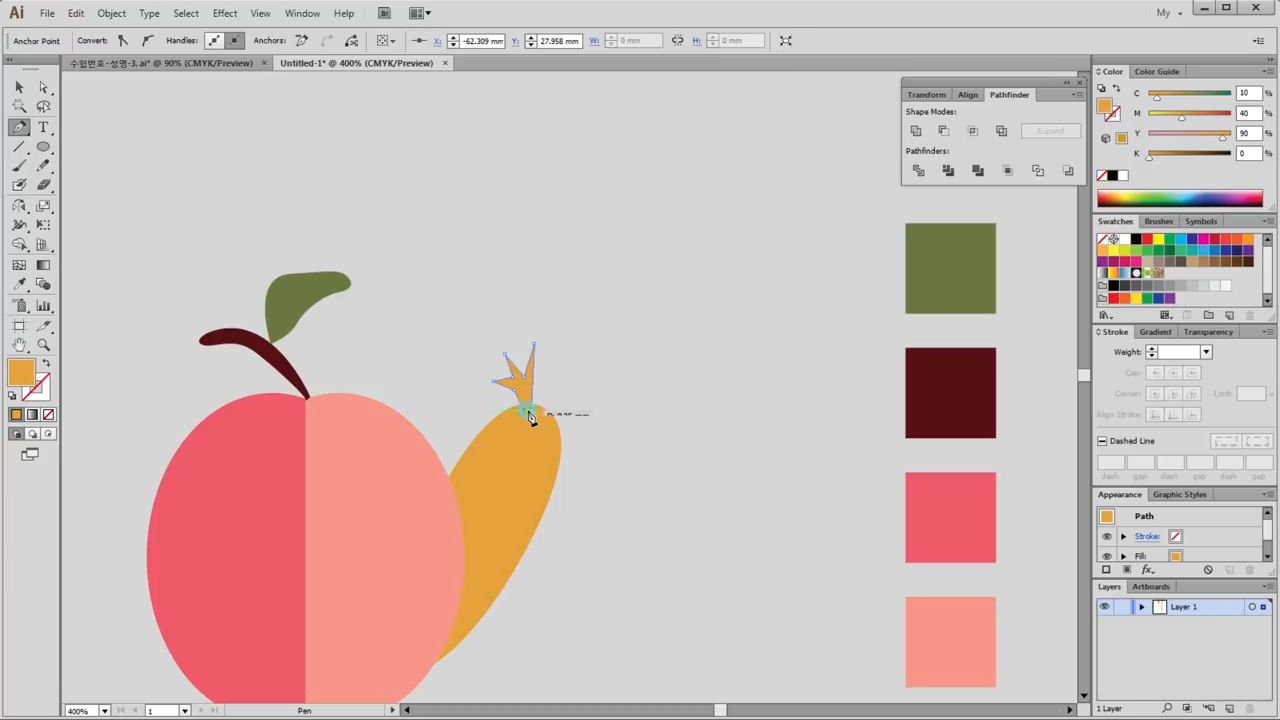 Ai File Edit Object Type Select Effect View Window Help Br My
Anchor Point Convert: Handles: Anchors: X: -62.309 mm Y: 27.958 mm W: 0 mm H: 0 mm
수험번호-성명-3.ai* @ 90% (CMYK/Preview) Untitled-1* @ 400% (CMYK/Preview)
Transform Align Pathfinder
Shape Modes:
Expand
Pathfinders:
Color Color Guide
C 10 %
M 40 %
Y 90 %
K 0 %
Swatches Brushes Symbols
Stroke Gradient Transparency
Weight:
Cap:
Corner: Limit:
Align Stroke:
Dashed Line
dash gap dash gap dash gap
Appearance Graphic Styles
Path
Stroke:
Fill:
fx
Layers Artboards
Layer 1
1 Layer
400% 1 Pen